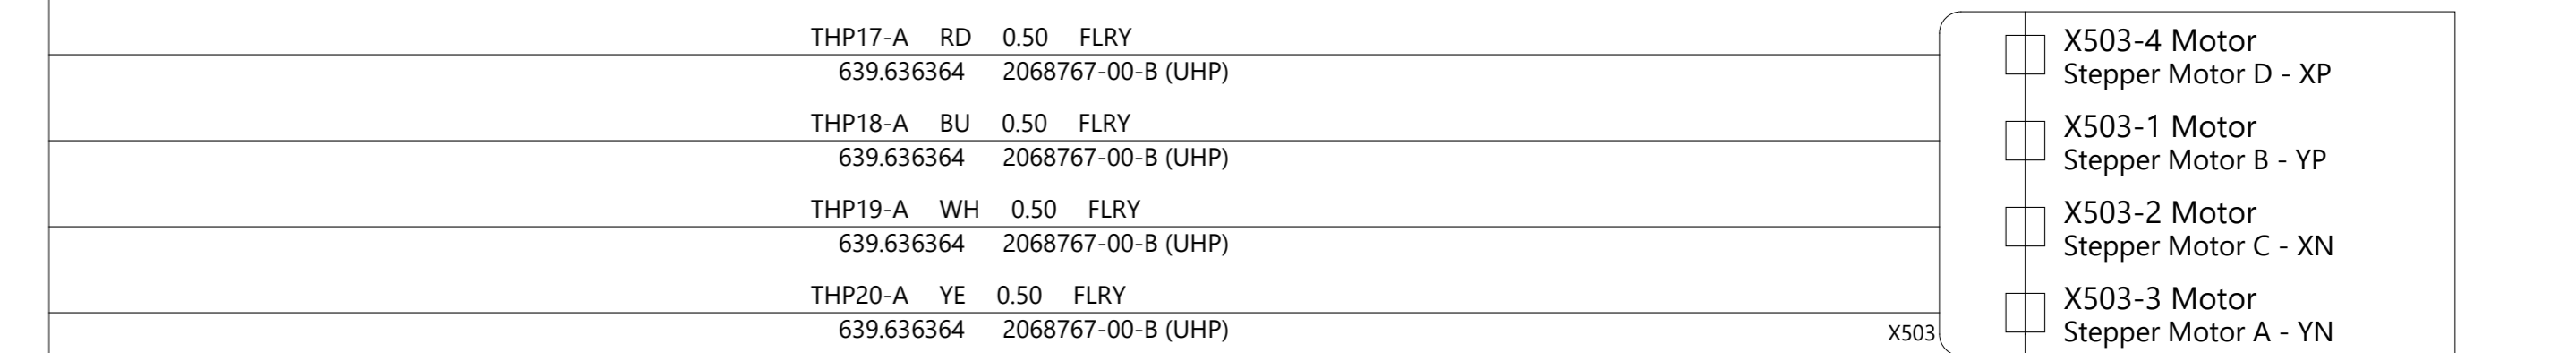 THP17-A RD 0.50 FLRY
639.636364 2068767-00-B (UHP)
X503-4 Motor
Stepper Motor D - XP
THP18-A BU 0.50 FLRY
639.636364 2068767-00-B (UHP)
X503-1 Motor
Stepper Motor B - YP
THP19-A WH 0.50 FLRY
639.636364 2068767-00-B (UHP)
X503-2 Motor
Stepper Motor C - XN
THP20-A YE 0.50 FLRY
639.636364 2068767-00-B (UHP)
X503
X503-3 Motor
Stepper Motor A - YN